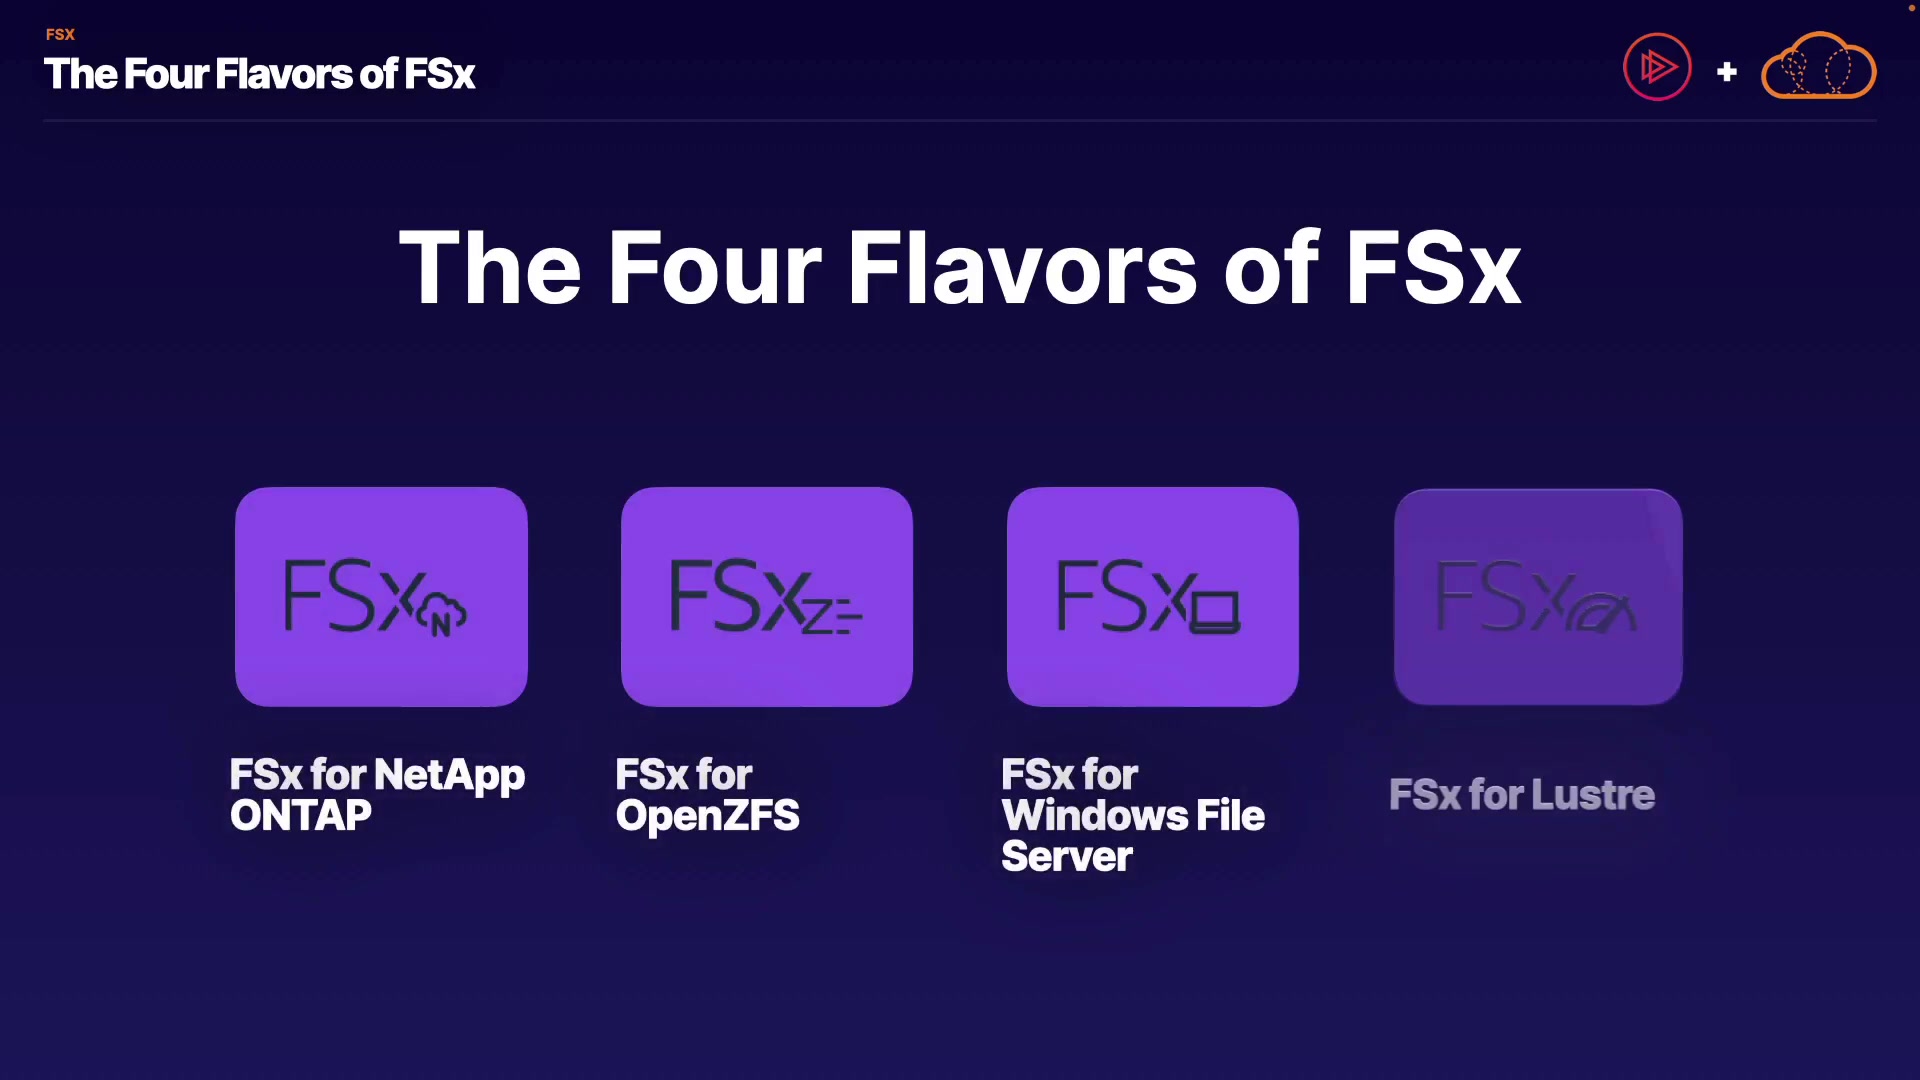 FSX
The Four Flavors of FSx
The Four Flavors of FSx
FSx N
FSx Z
FSx
FSx
FSx for NetApp
ONTAP
FSx for
OpenZFS
FSx for
Windows File
Server
FSx for Lustre